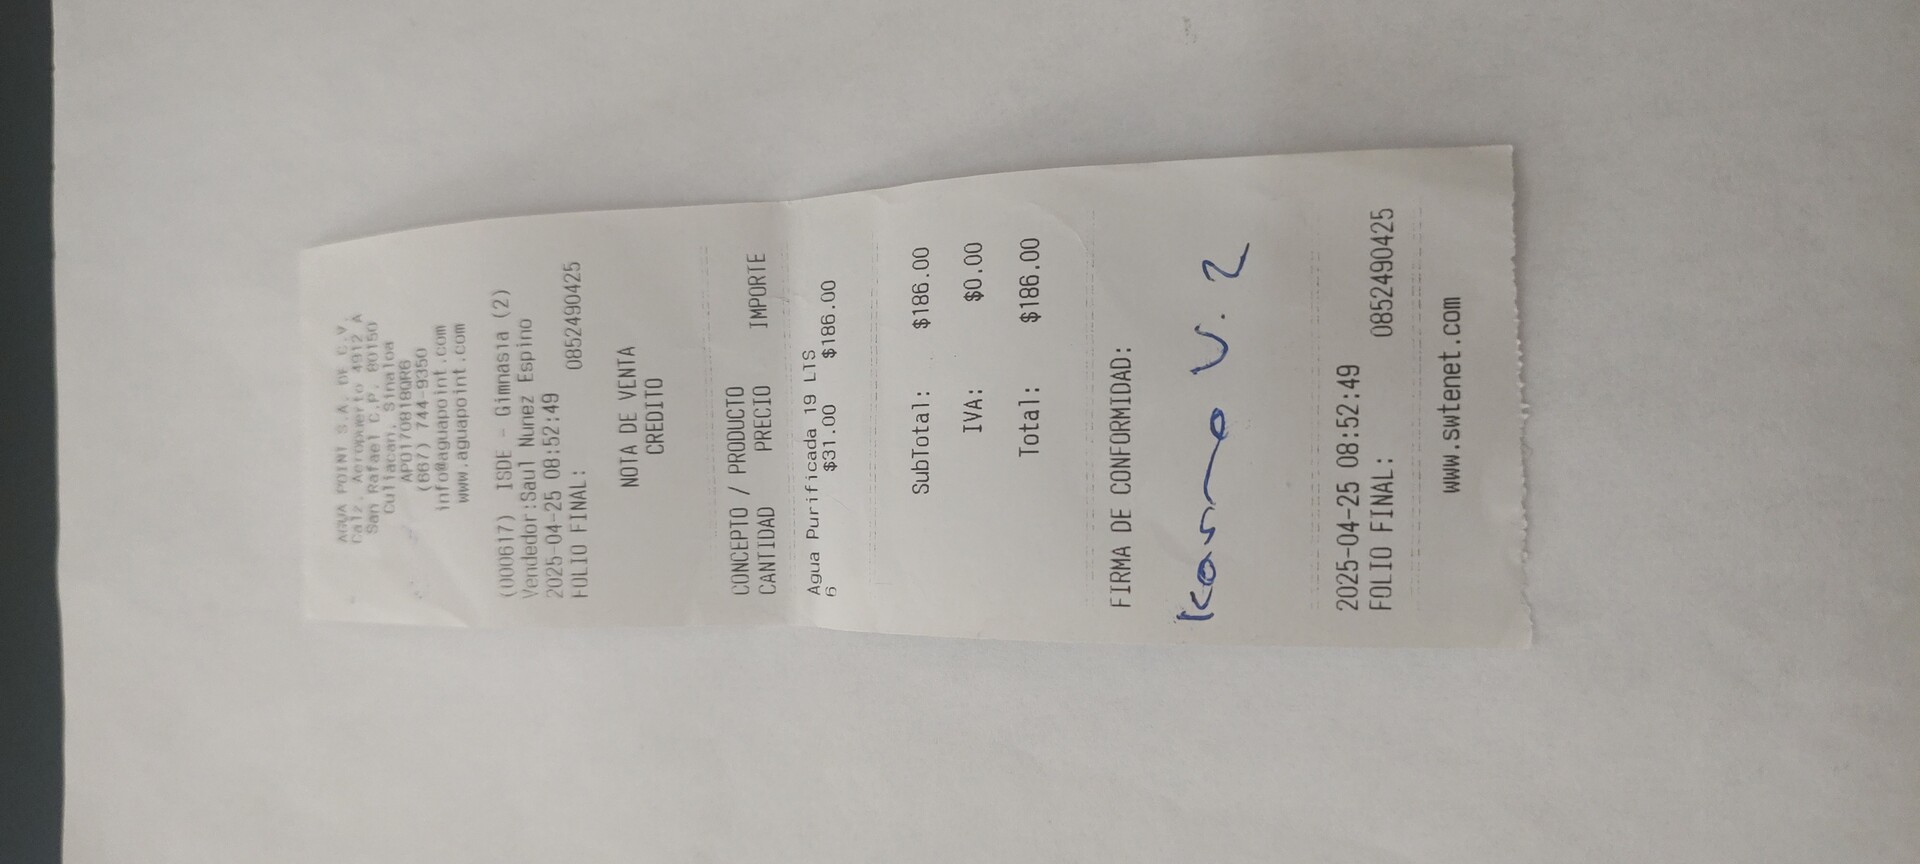 AGUA POINT S.A. DE C.V.
Calz. Aeropuerto 4912 A
San Rafael C.P. 80150
Culiacan, Sinaloa
APO170818QR6
(667) 744-9350
info@aguapoint.com
www.aguapoint.com
(000617) ISDE - Gimnasia (2)
Vendedor:Saul Nunez Espino
2025-04-25 08:52:49
FOLIO FINAL: 0852490425
NOTA DE VENTA
CREDITO
CONCEPTO / PRODUCTO
CANTIDAD PRECIO IMPORTE
Agua Purificada 19 LTS
6 $31.00 $186.00
SubTotal: $186.00
IVA: $0.00
Total: $186.00
FIRMA DE CONFORMIDAD:
V. 2
2025-04-25 08:52:49
FOLIO FINAL: 0852490425
www.swtenet.com